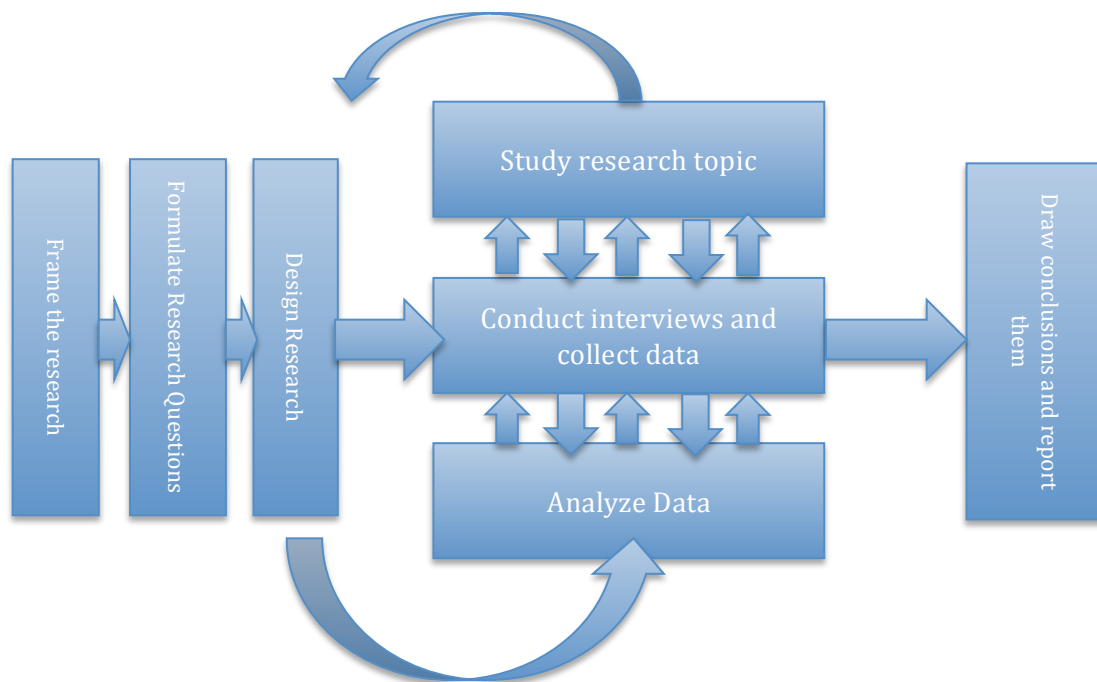 Frame the research
Formulate Research Questions
Design Research
Study research topic
Conduct interviews and
collect data
Analyze Data
Draw conclusions and report
them